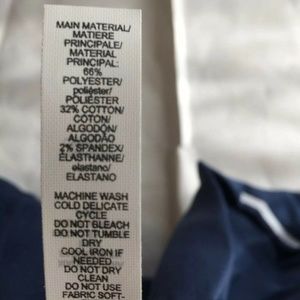 MAIN MATERIAL/
MATIERE
PRINCIPALE/
MATERIAL
PRINCIPAL:
66%
POLYESTER/
poliéster/
POLIÉSTER
32% COTTON/
COTON/
ALGODÓN/
ALGODÃO
2% SPANDEX/
ÉLASTHANNE/
elastano/
ELASTANO
MACHINE WASH
COLD DELICATE
CYCLE
DO NOT BLEACH
DO NOT TUMBLE
DRY
COOL IRON IF
NEEDED
DO NOT DRY
CLEAN
DO NOT USE
FABRIC SOFT-